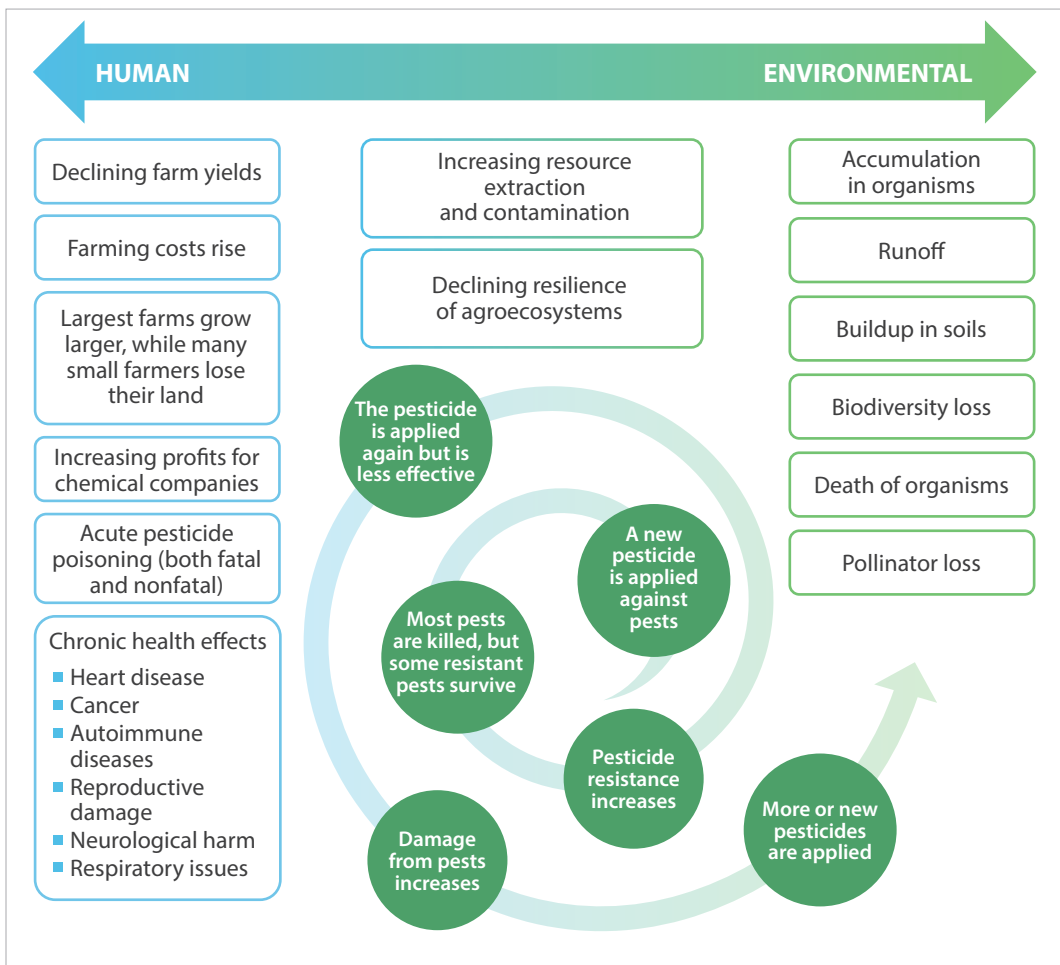 HUMAN
ENVIRONMENTAL
Declining farm yields
Farming costs rise
Largest farms grow
larger, while many
small farmers lose
their land
Increasing profits for
chemical companies
Acute pesticide
poisoning (both fatal
and nonfatal)
Chronic health effects
Heart disease
Cancer
Autoimmune
diseases
Reproductive
damage
Neurological harm
Respiratory issues
Increasing resource
extraction
and contamination
Declining resilience
of agroecosystems
Accumulation
in organisms
Runoff
Buildup in soils
Biodiversity loss
Death of organisms
Pollinator loss
A new
pesticide
is applied
against
pests
Most pests
are killed, but
some resistant
pests survive
Pesticide
resistance
increases
The pesticide
is applied
again but is
less effective
Damage
from pests
increases
More or new
pesticides
are applied